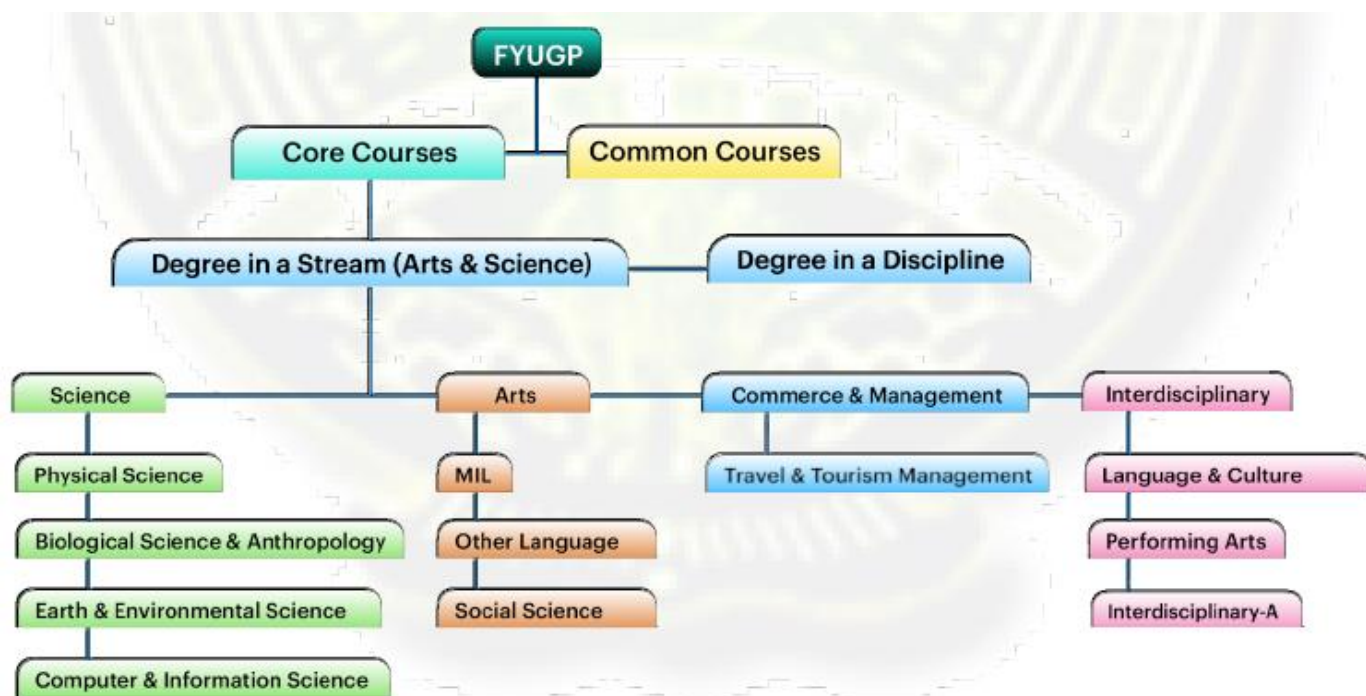 FYUGP
Core Courses
Common Courses
Degree in a Stream (Arts & Science)
Degree in a Discipline
Science
Arts
Commerce & Management
Interdisciplinary
Physical Science
MIL
Travel & Tourism Management
Language & Culture
Biological Science & Anthropology
Other Language
Performing Arts
Earth & Environmental Science
Social Science
Interdisciplinary-A
Computer & Information Science